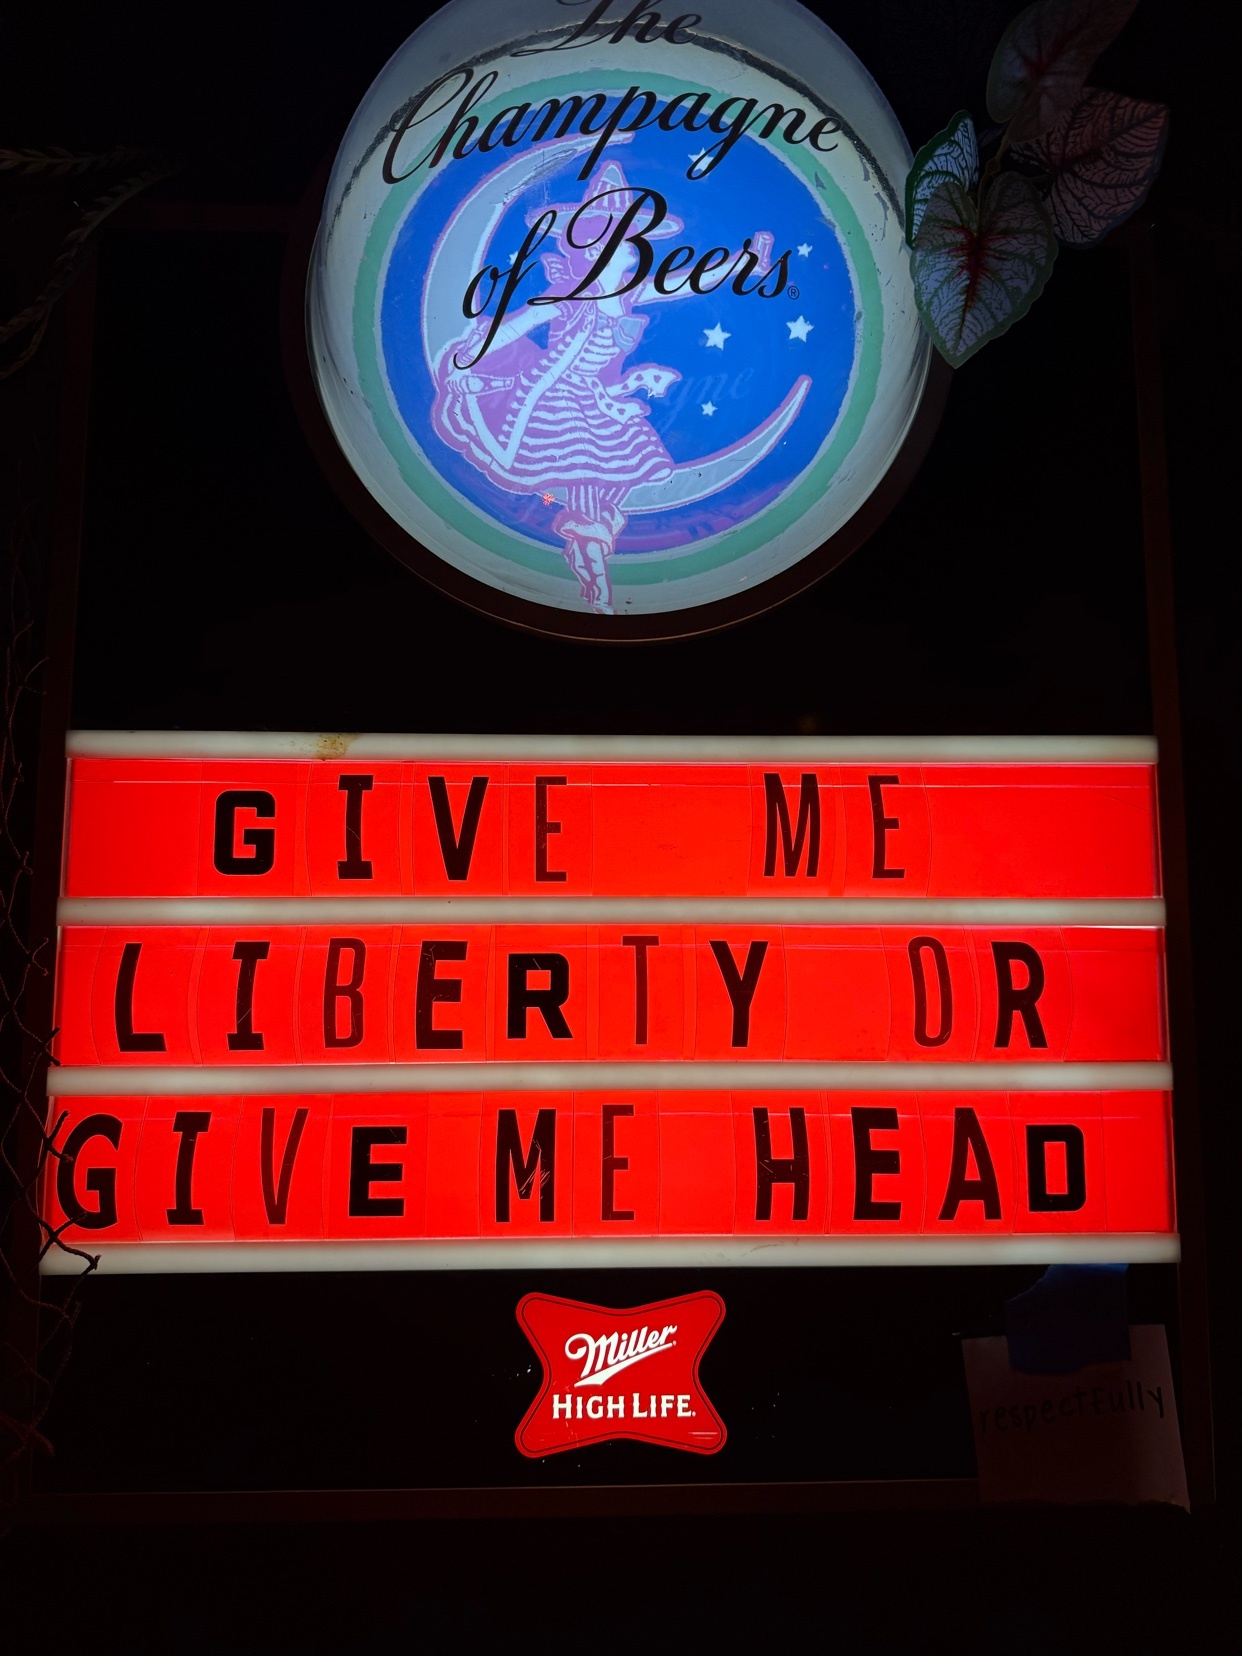 The
Champagne
of Beers®
GIVE ME
LIBERTY OR
GIVE ME HEAD
Miller
HIGH LIFE
respectfully